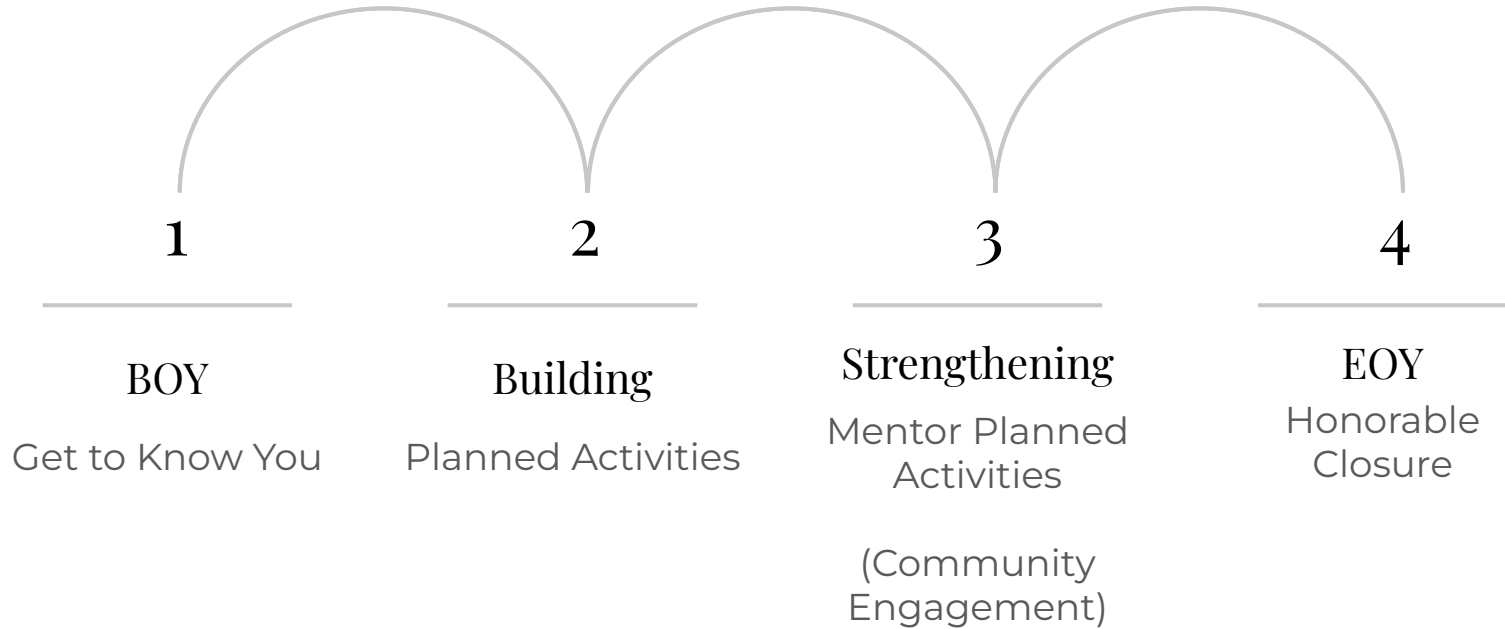 1
BOY
Get to Know You
2
Building
Planned Activities
3
Strengthening
Mentor Planned
Activities
(Community
Engagement)
4
EOY
Honorable
Closure